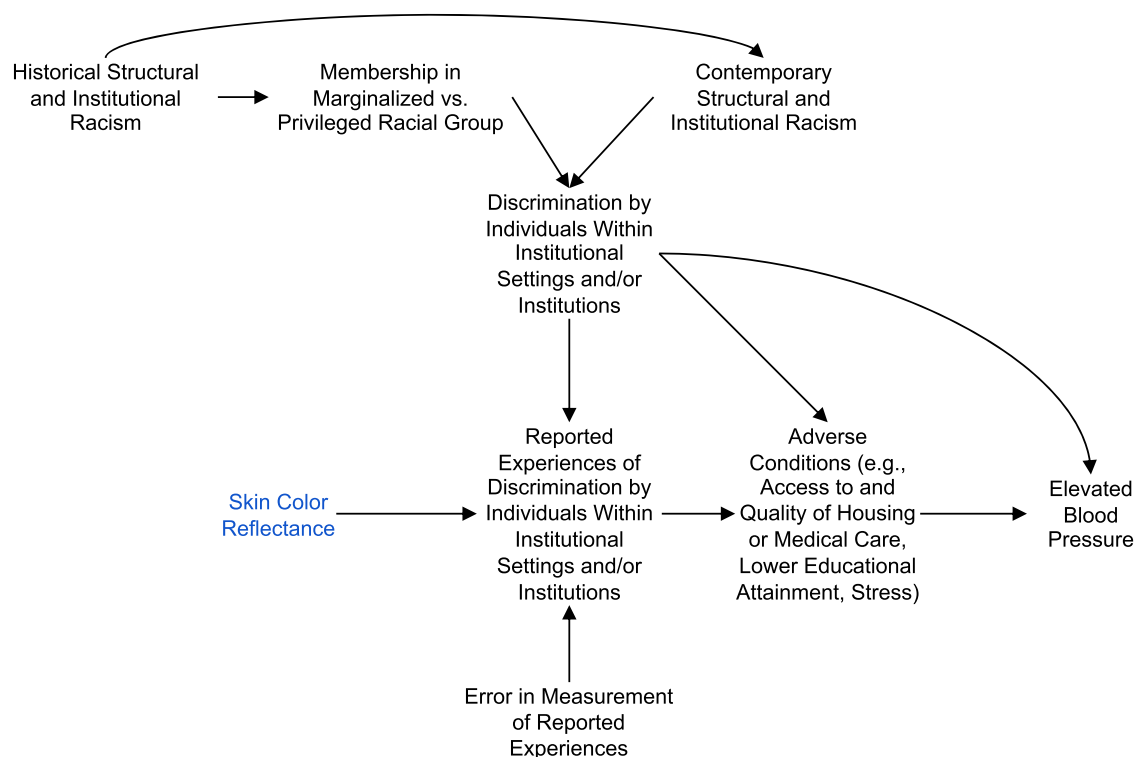 Historical Structural
and Institutional
Racism
Membership in
Marginalized vs.
Privileged Racial Group
Contemporary
Structural and
Institutional Racism
Discrimination by
Individuals Within
Institutional
Settings and/or
Institutions
Skin Color
Reflectance
Reported
Experiences of
Discrimination by
Individuals Within
Institutional
Settings and/or
Institutions
Adverse
Conditions (e.g.,
Access to and
Quality of Housing
or Medical Care,
Lower Educational
Attainment, Stress)
Elevated
Blood
Pressure
Error in Measurement
of Reported
Experiences